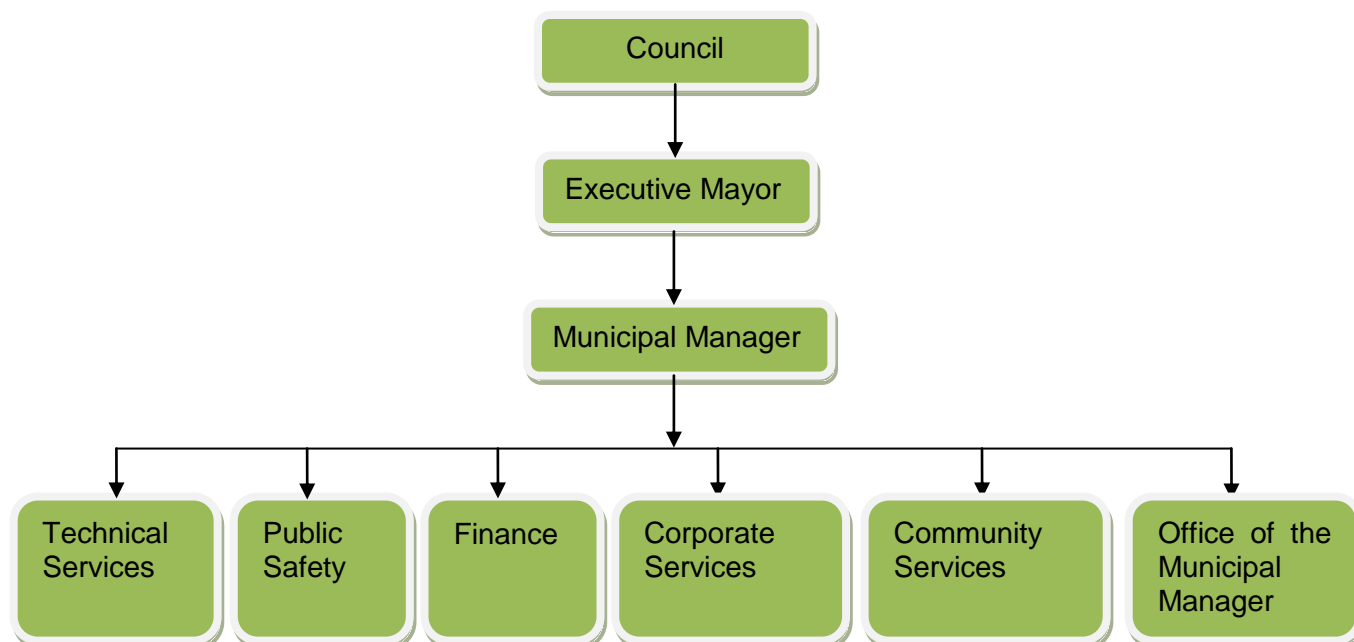 Council
Executive Mayor
Municipal Manager
Technical
Services
Public
Safety
Finance
Corporate
Services
Community
Services
Office of the
Municipal
Manager